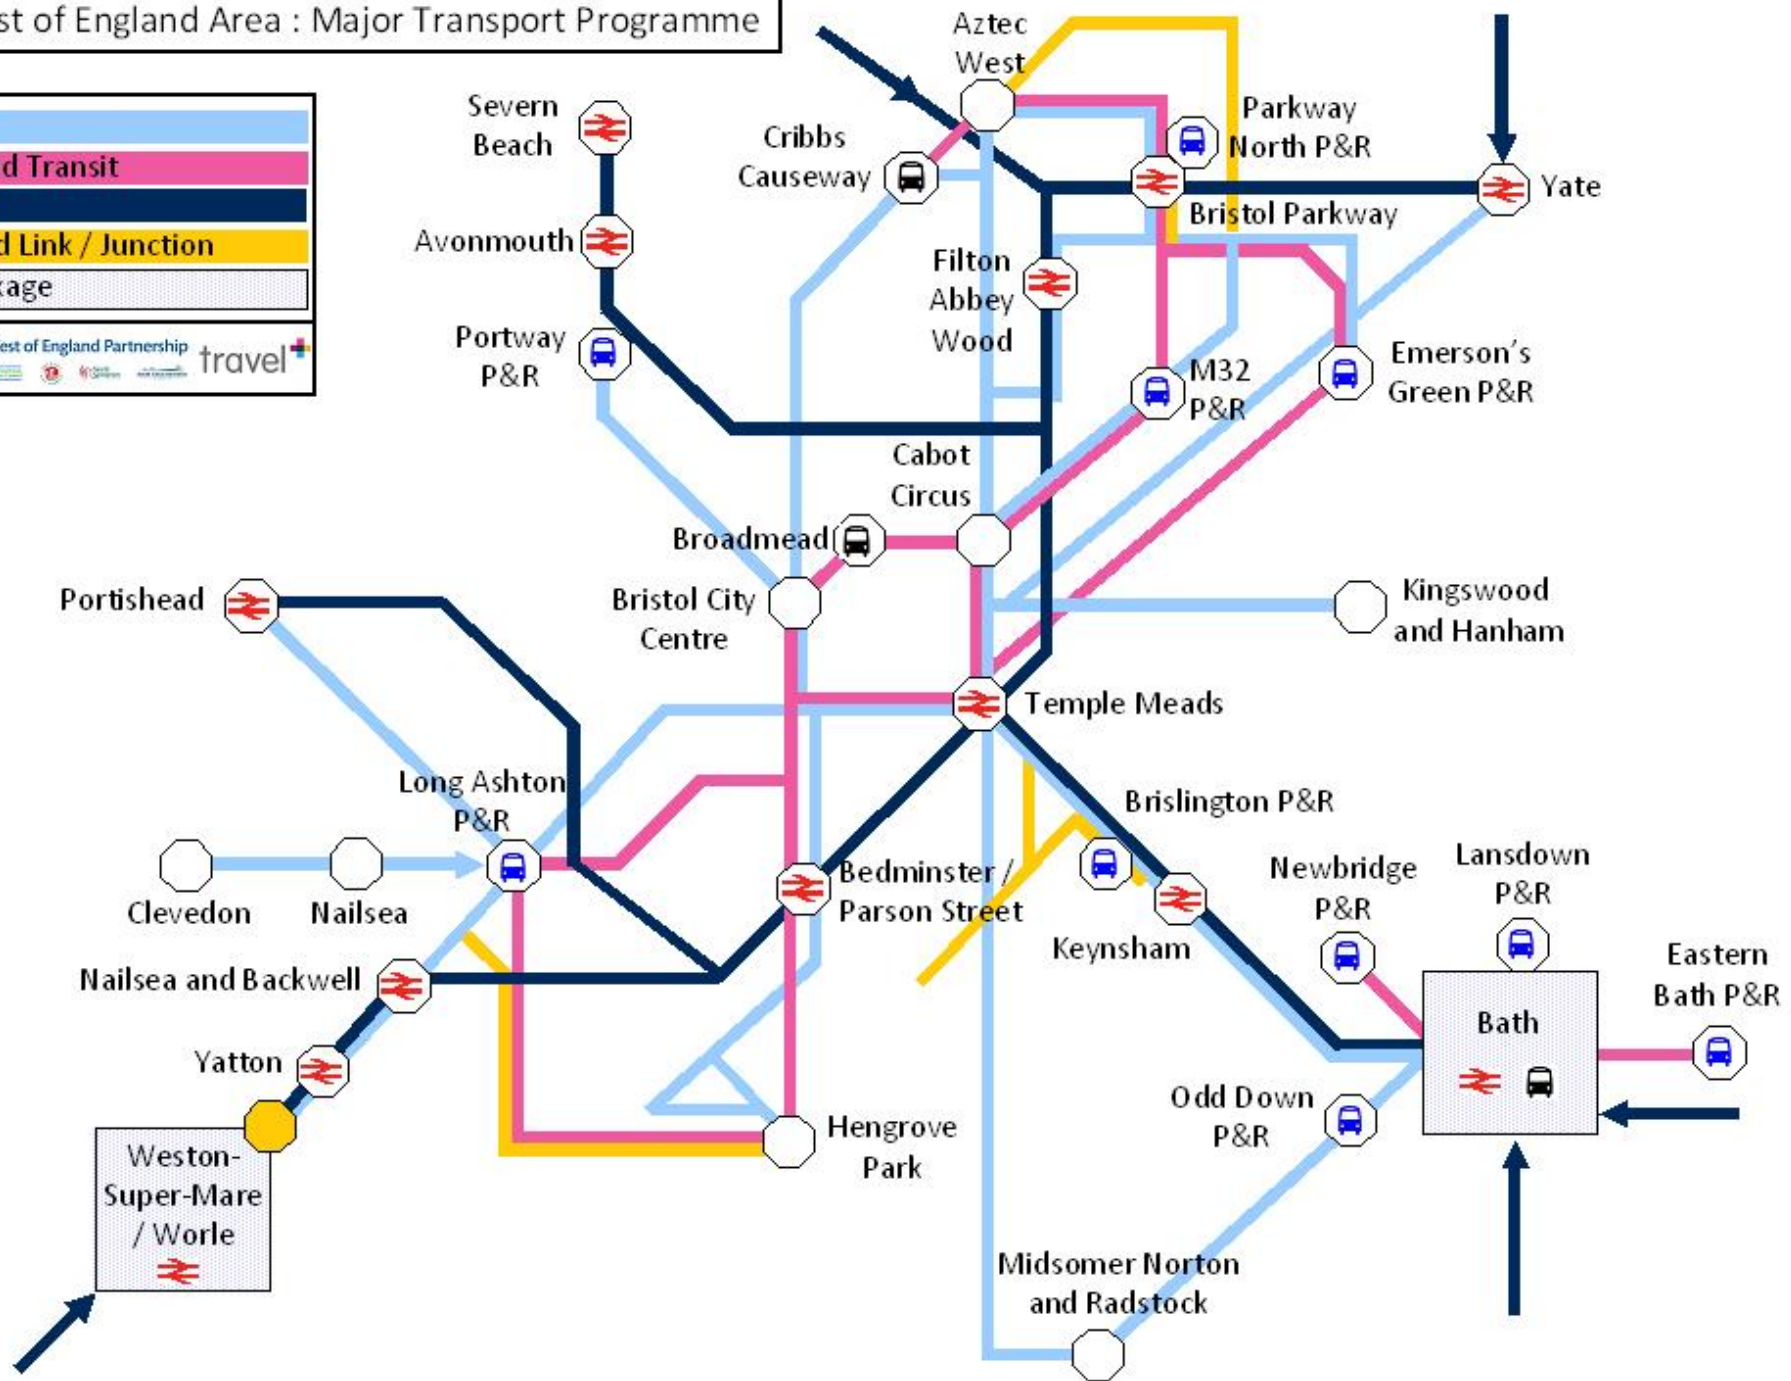 st of England Area : Major Transport Programme
d Transit
d Link / Junction
kage
est of England Partnership
travel+
Aztec
West
Severn
Beach
Cribbs
Causeway
Parkway
North P&R
Yate
Bristol Parkway
Avonmouth
Filton
Abbey
Wood
Portway
P&R
M32
P&R
Emerson's
Green P&R
Cabot
Circus
Broadmead
Portishead
Bristol City
Centre
Kingswood
and Hanham
Temple Meads
Long Ashton
P&R
Brislington P&R
Clevedon
Nailsea
Bedminster /
Parson Street
Newbridge
P&R
Lansdown
P&R
Keynsham
Nailsea and Backwell
Eastern
Bath P&R
Bath
Yatton
Odd Down
P&R
Hengrove
Park
Weston-
Super-Mare
/ Worle
Midsomer Norton
and Radstock